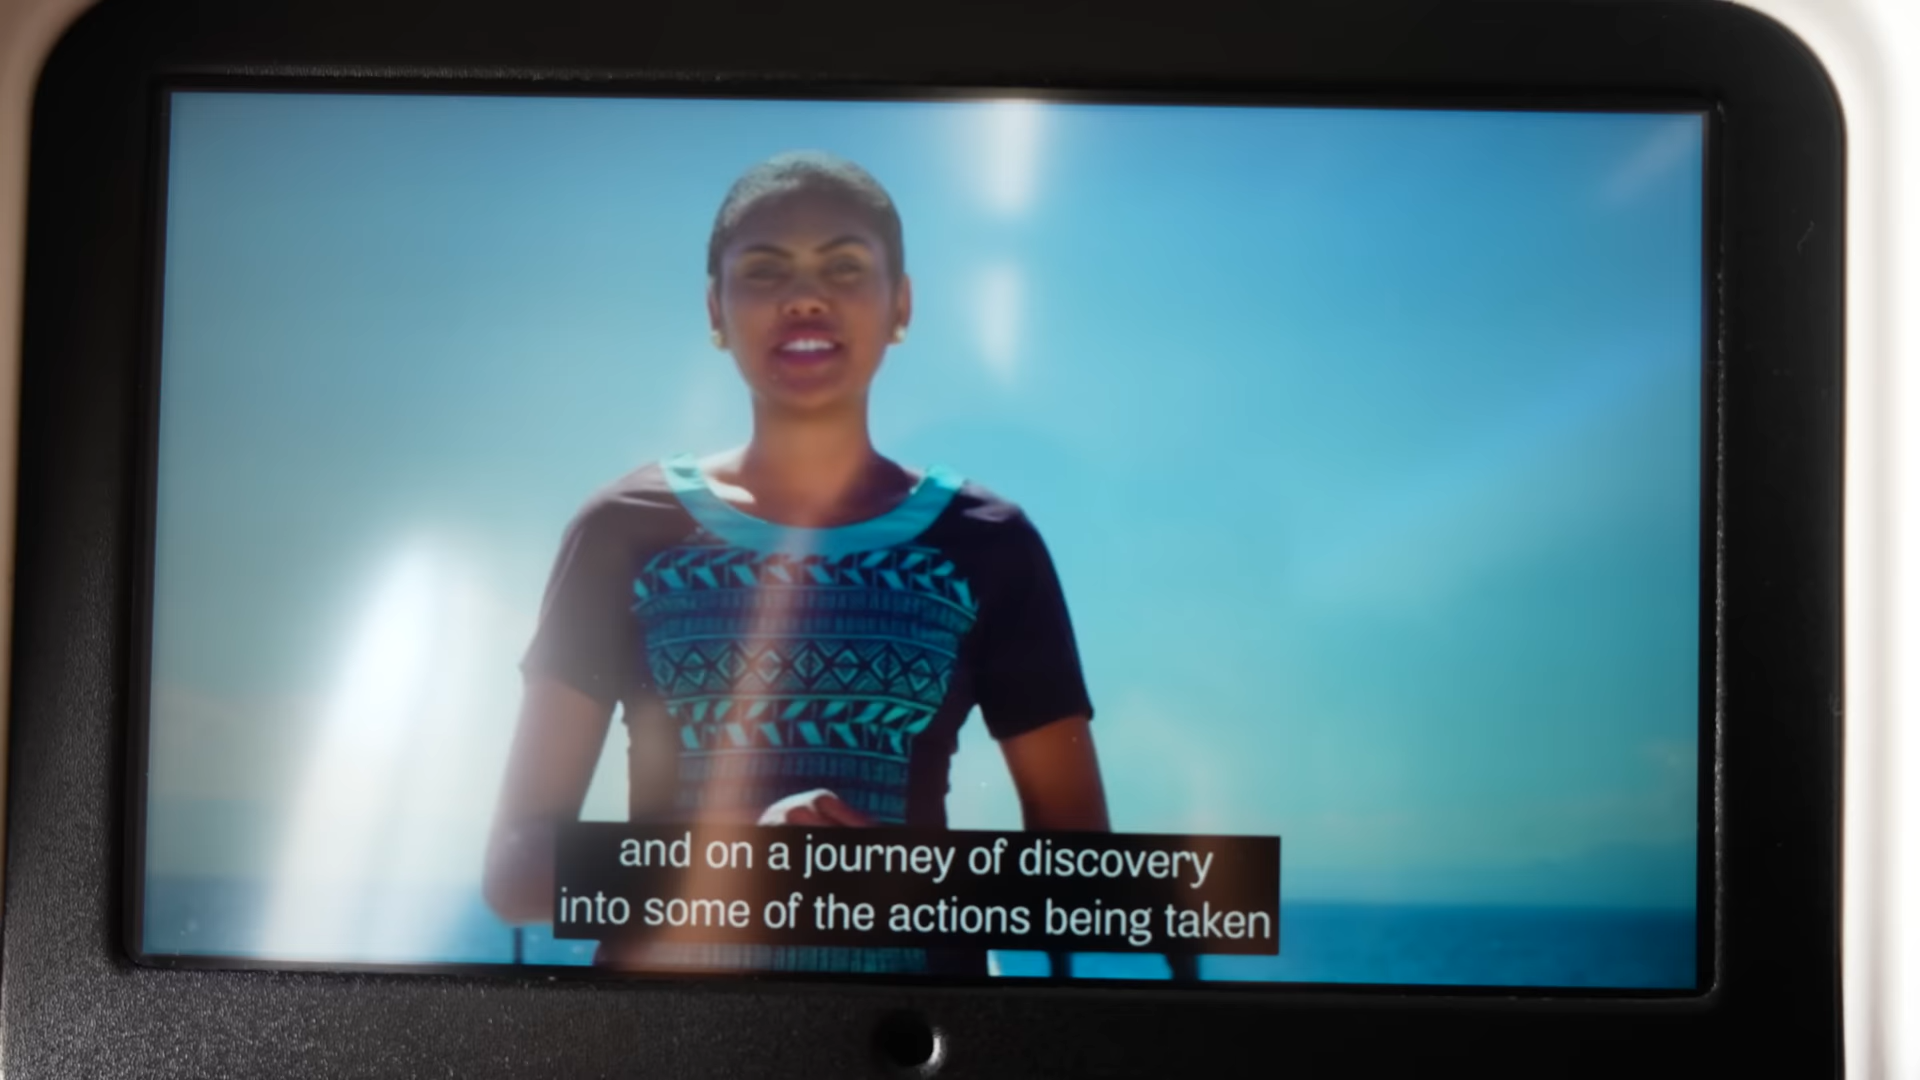 and on a journey of discovery
into some of the actions being taken